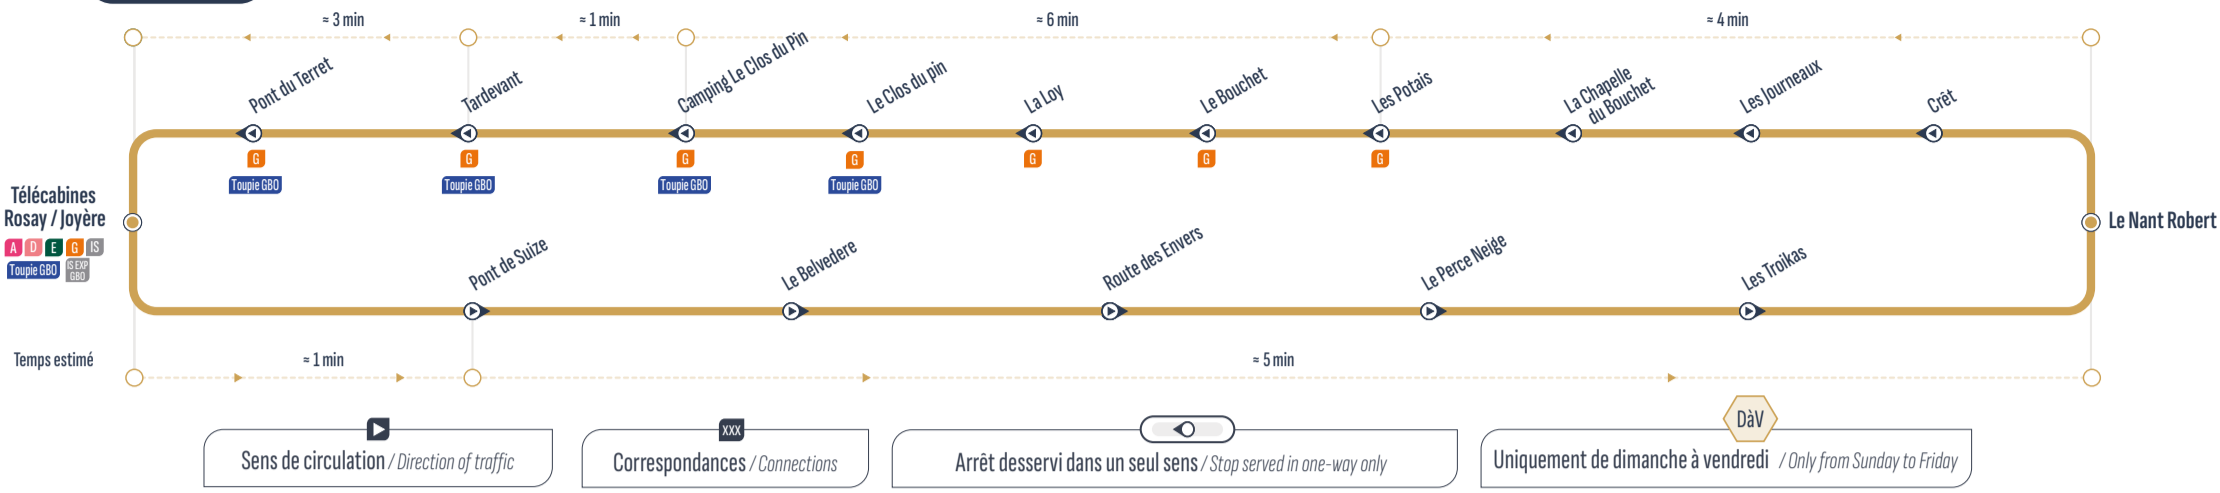 ≈ 3 min
≈ 1 min
≈ 6 min
≈ 4 min
Pont du Terret
Tardevant
Camping Le Clos du Pin
Le Clos du pin
La Loy
Le Bouchet
Les Potais
La Chapelle
du Bouchet
Les Journeaux
Crêt
G
G
G
G
G
G
G
Toupie GBO
Toupie GBO
Toupie GBO
Toupie GBO
Télécabines
Rosay / Joyère
A D E G IS
Toupie GBO
IS EXP
GBO
Le Nant Robert
Pont de Suize
Le Belvedere
Route des Envers
Le Perce Neige
Les Troikas
Temps estimé
≈ 1 min
≈ 5 min
Sens de circulation / Direction of traffic
XXX
Correspondances / Connections
Arrêt desservi dans un seul sens / Stop served in one-way only
DàV
Uniquement de dimanche à vendredi / Only from Sunday to Friday